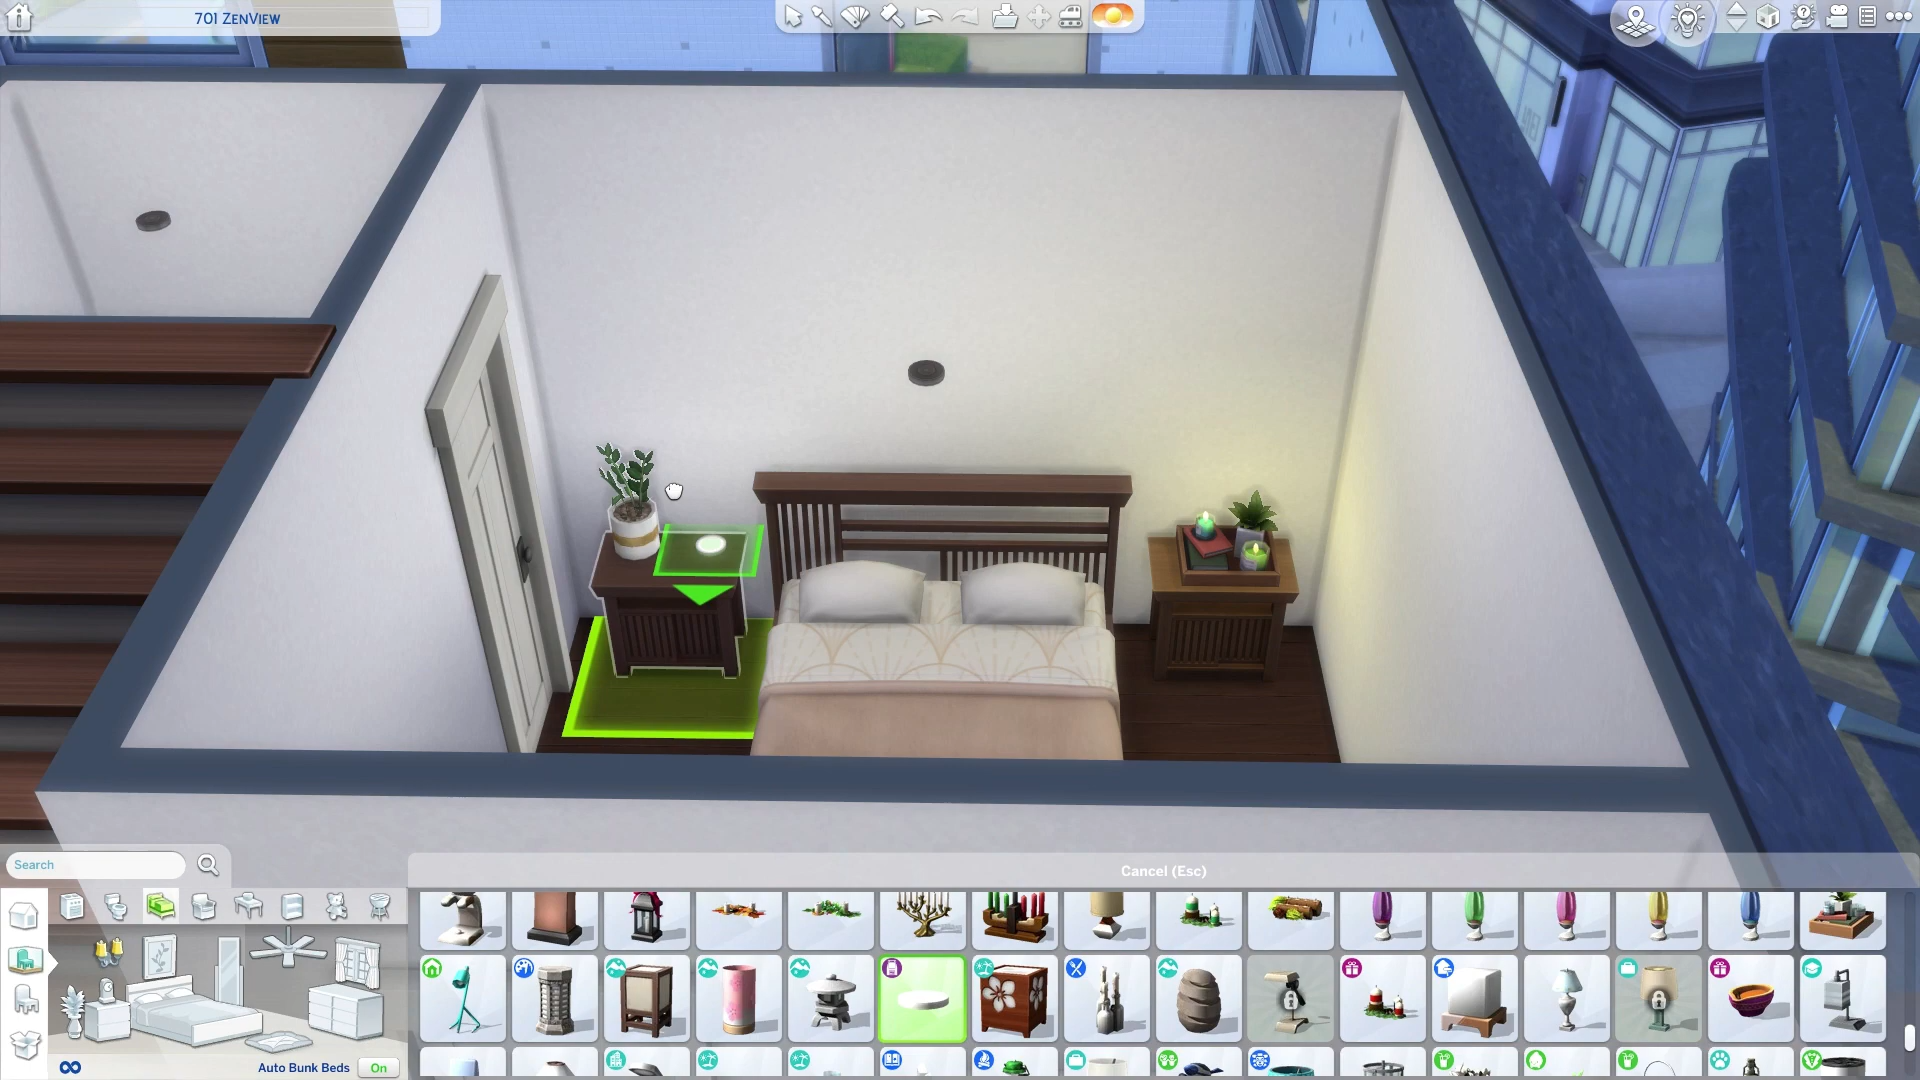 701 ZENVIEW
Search
Cancel (Esc)
Auto Bunk Beds
On